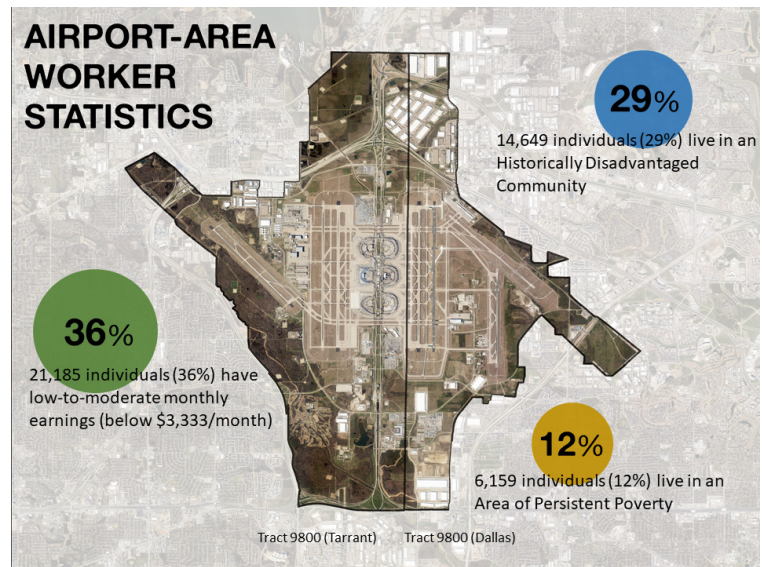 AIRPORT-AREA
WORKER
STATISTICS
29%
14,649 individuals (29%) live in an
Historically Disadvantaged
Community
36%
21,185 individuals (36%) have
low-to-moderate monthly
earnings (below $3,333/month)
12%
6,159 individuals (12%) live in an
Area of Persistent Poverty
Tract 9800 (Tarrant)
Tract 9800 (Dallas)